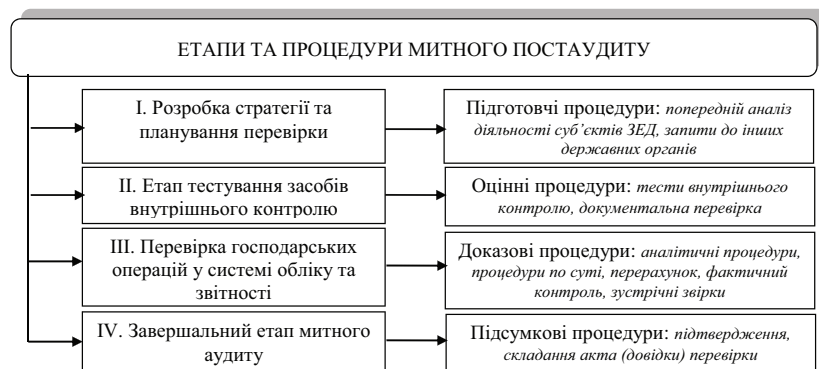 ЕТАПИ ТА ПРОЦЕДУРИ МИТНОГО ПОСТАУДИТУ
І. Розробка стратегії та
планування перевірки
Підготовчі процедури: попередній аналіз
діяльності суб’єктів ЗЕД, запити до інших
державних органів
ІІ. Етап тестування засобів
внутрішнього контролю
Оцінні процедури: тести внутрішнього
контролю, документальна перевірка
ІІІ. Перевірка господарських
операцій у системі обліку та
звітності
Доказові процедури: аналітичні процедури,
процедури по суті, перерахунок, фактичний
контроль, зустрічні звірки
IV. Завершальний етап митного
аудиту
Підсумкові процедури: підтвердження,
складання акта (довідки) перевірки